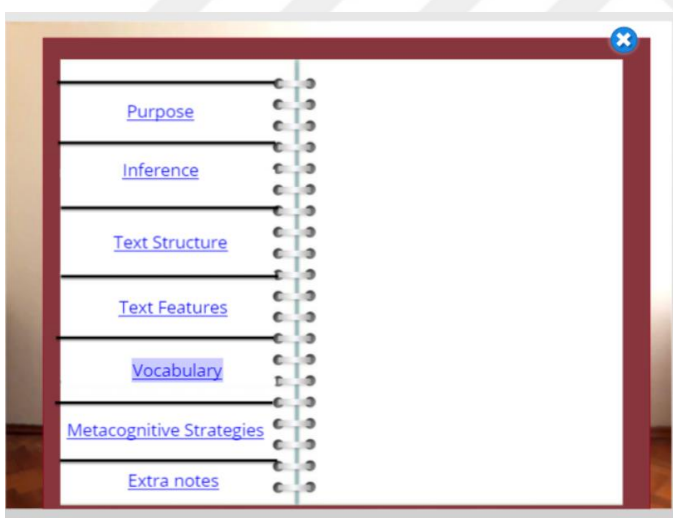 Purpose
Inference
Text Structure
Text Features
Vocabulary
Metacognitive Strategies
Extra notes